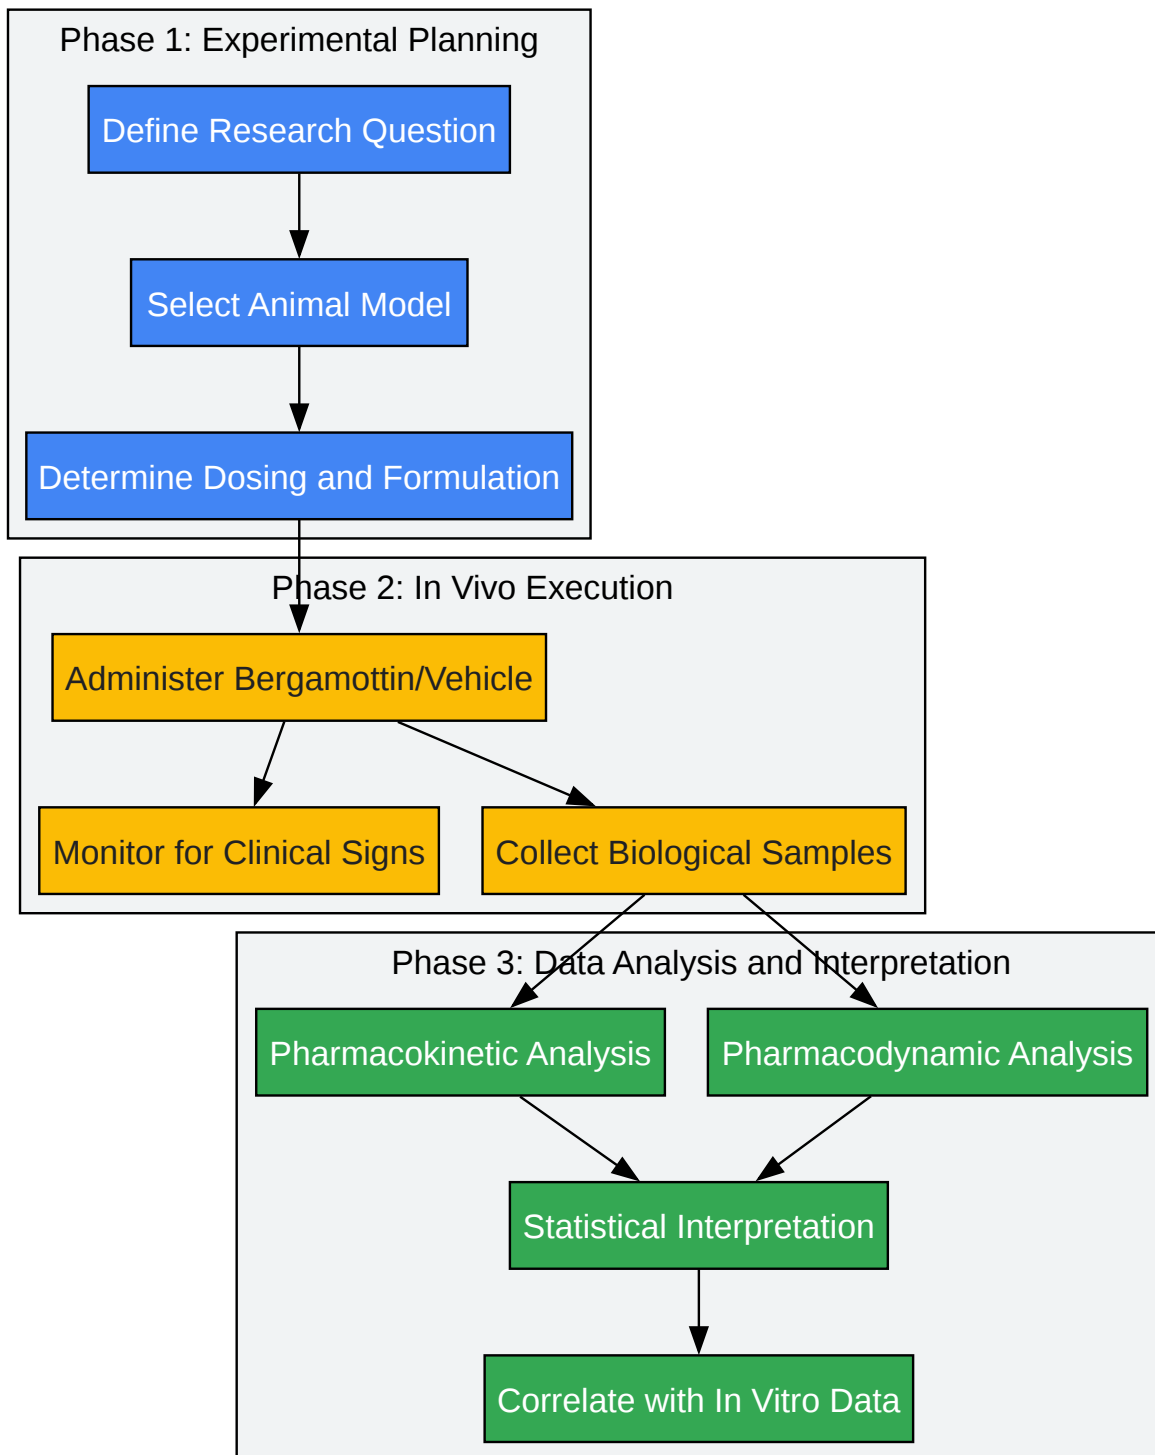 Phase 1: Experimental Planning
Define Research Question
Select Animal Model
Determine Dosing and Formulation
Phase 2: In Vivo Execution
Administer Bergamottin/Vehicle
Monitor for Clinical Signs
Collect Biological Samples
Phase 3: Data Analysis and Interpretation
Pharmacokinetic Analysis
Pharmacodynamic Analysis
Statistical Interpretation
Correlate with In Vitro Data